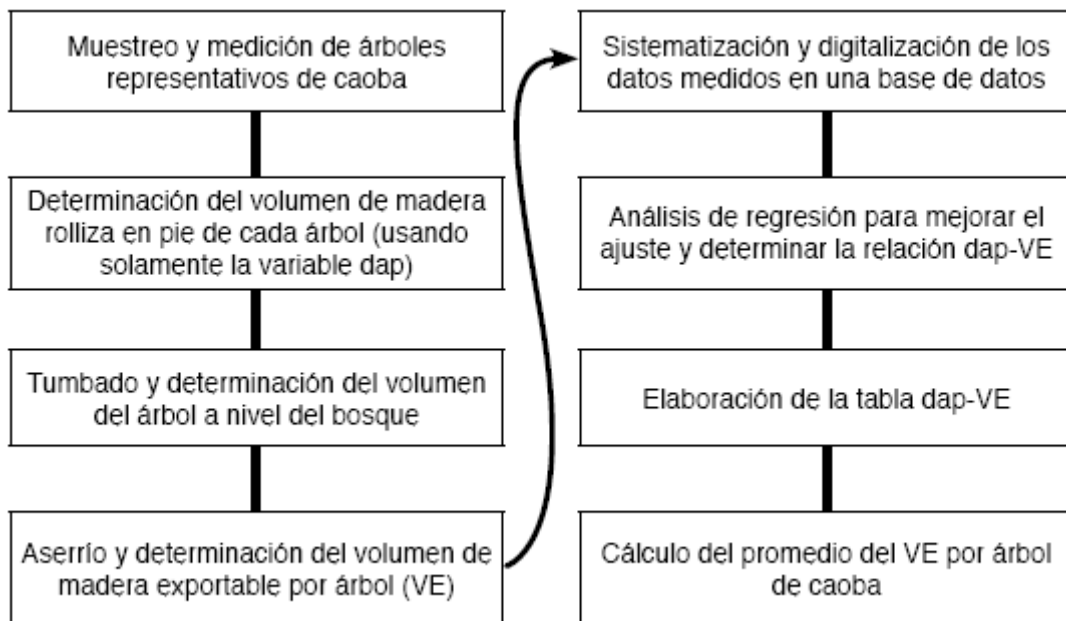 Muestreo y medición de árboles
representativos de caoba
Determinación del volumen de madera
rolliza en pie de cada árbol (usando
solamente la variable dap)
Tumbado y determinación del volumen
del árbol a nivel del bosque
Aserrío y determinación del volumen de
madera exportable por árbol (VE)
Sistematización y digitalización de los
datos medidos en una base de datos
Análisis de regresión para mejorar el
ajuste y determinar la relación dap-VE
Elaboración de la tabla dap-VE
Cálculo del promedio del VE por árbol
de caoba